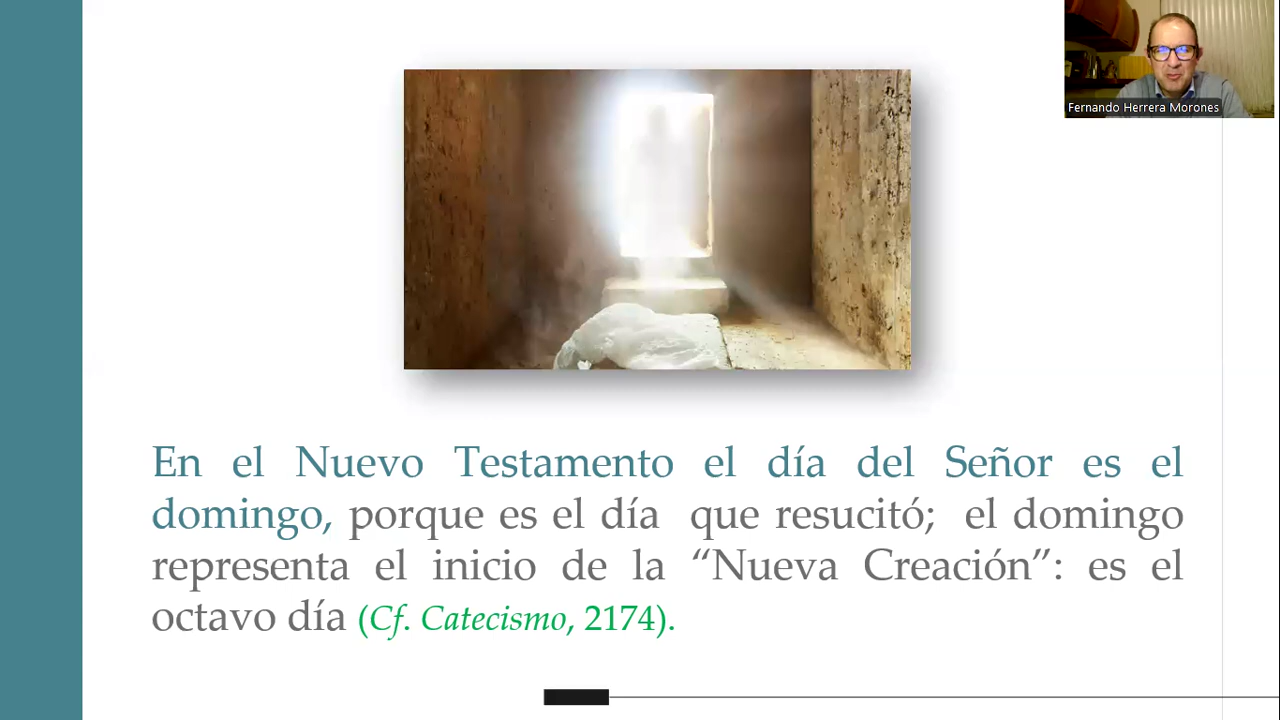 Fernando Herrera Morones
En el Nuevo Testamento el día del Señor es el
domingo, porque es el día que resucitó; el domingo
representa el inicio de la “Nueva Creación”: es el
octavo día (Cf. Catecismo, 2174).